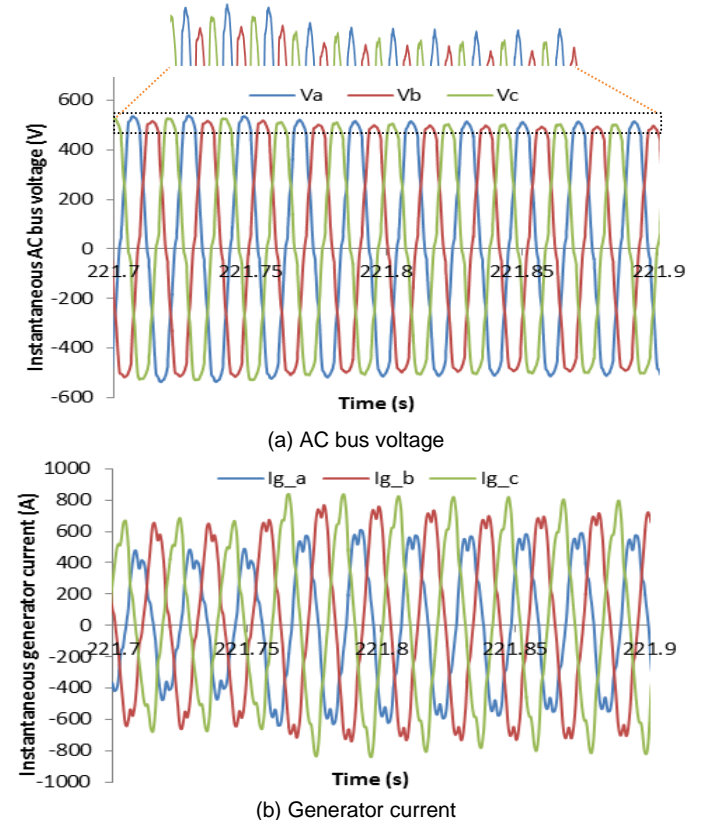 Va Vb Vc
600
400
200
0
-200
-400
-600
Instantaneous AC bus voltage (V)
221.7 221.75 221.8 221.85 221.9
Time (s)
(a) AC bus voltage
Ig_a Ig_b Ig_c
1000
800
600
400
200
0
-200
-400
-600
-800
-1000
Instantaneous generator current (A)
221.7 221.75 221.8 221.85 221.9
Time (s)
(b) Generator current